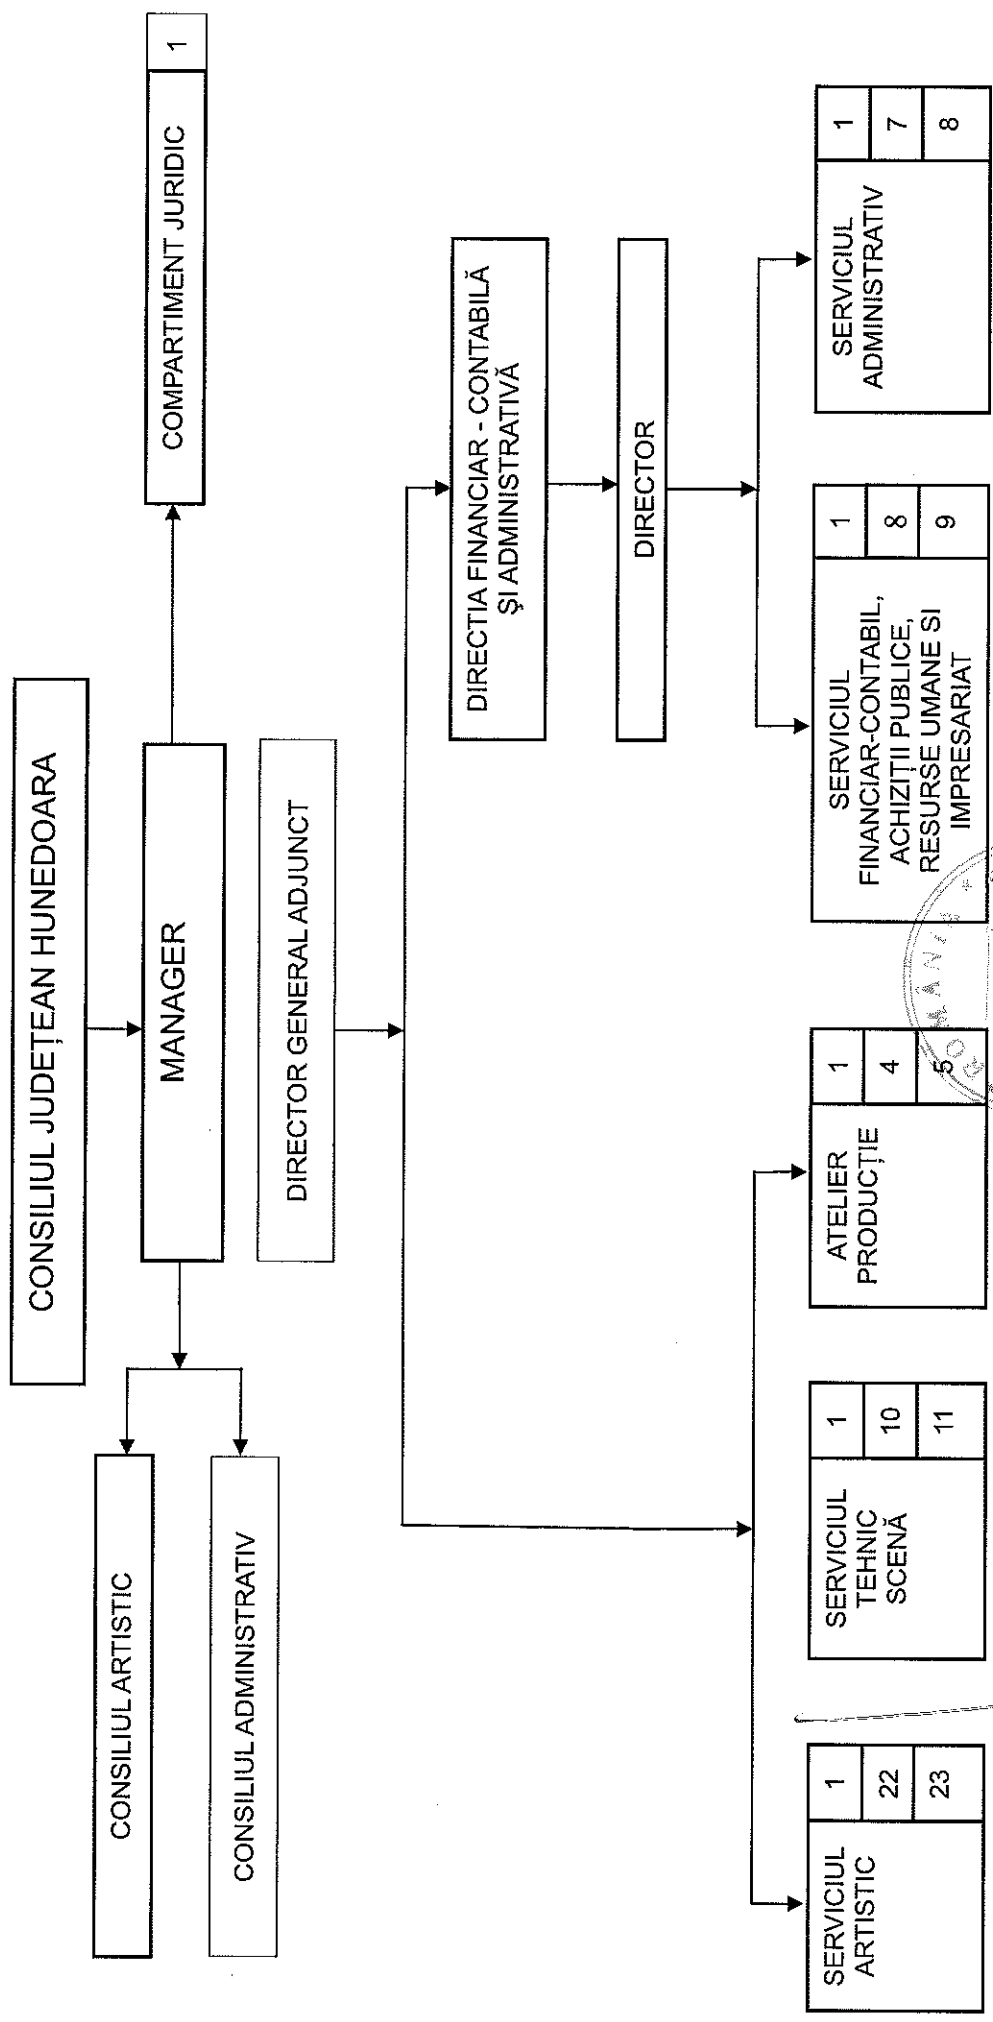 CONSILIUL JUDEȚEAN HUNEDOARA
MANAGER
COMPARTIMENT JURIDIC
1
CONSILIUL ARTISTIC
CONSILIUL ADMINISTRATIV
DIRECTOR GENERAL ADJUNCT
DIRECTIA FINANCIAR - CONTABILĂ
ŞI ADMINISTRATIVĂ
DIRECTOR
SERVICIUL
ARTISTIC
1
22
23
SERVICIUL
TEHNIC
SCENĂ
1
10
11
ATELIER
PRODUCȚIE
1
4
5
SERVICIUL
FINANCIAR-CONTABIL,
ACHIZIȚII PUBLICE,
RESURSE UMANE SI
IMPRESARIAT
1
8
9
SERVICIUL
ADMINISTRATIV
1
7
8
ROMÂNIA *